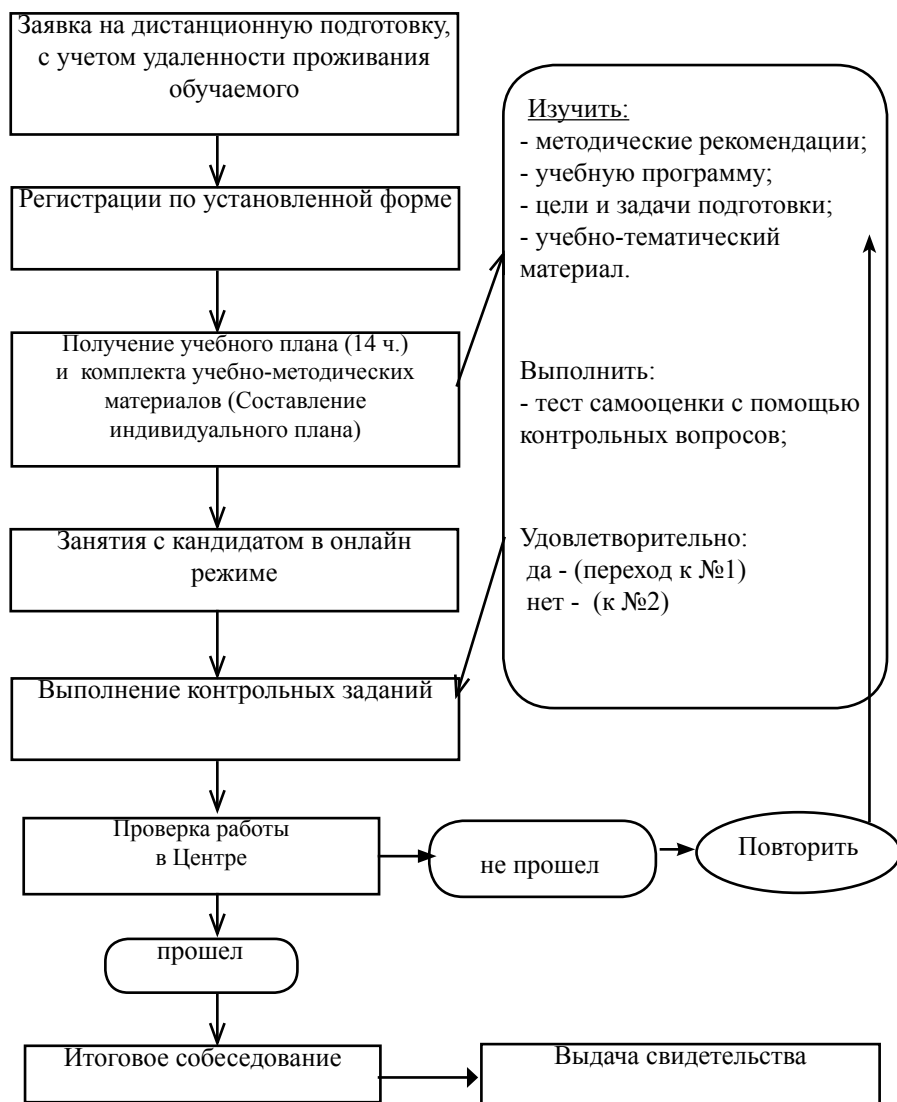 Заявка на дистанционную подготовку,
с учетом удаленности проживания
обучаемого
Регистрации по установленной форме
Получение учебного плана (14 ч.)
и комплекта учебно-методических
материалов (Составление
индивидуального плана)
Занятия с кандидатом в онлайн
режиме
Выполнение контрольных заданий
Изучить:
- методические рекомендации;
- учебную программу;
- цели и задачи подготовки;
- учебно-тематический
материал.
Выполнить:
- тест самооценки с помощью
контрольных вопросов;
Удовлетворительно:
да - (переход к №1)
нет - (к №2)
Проверка работы
в Центре
не прошел
Повторить
прошел
Итоговое собеседование
Выдача свидетельства